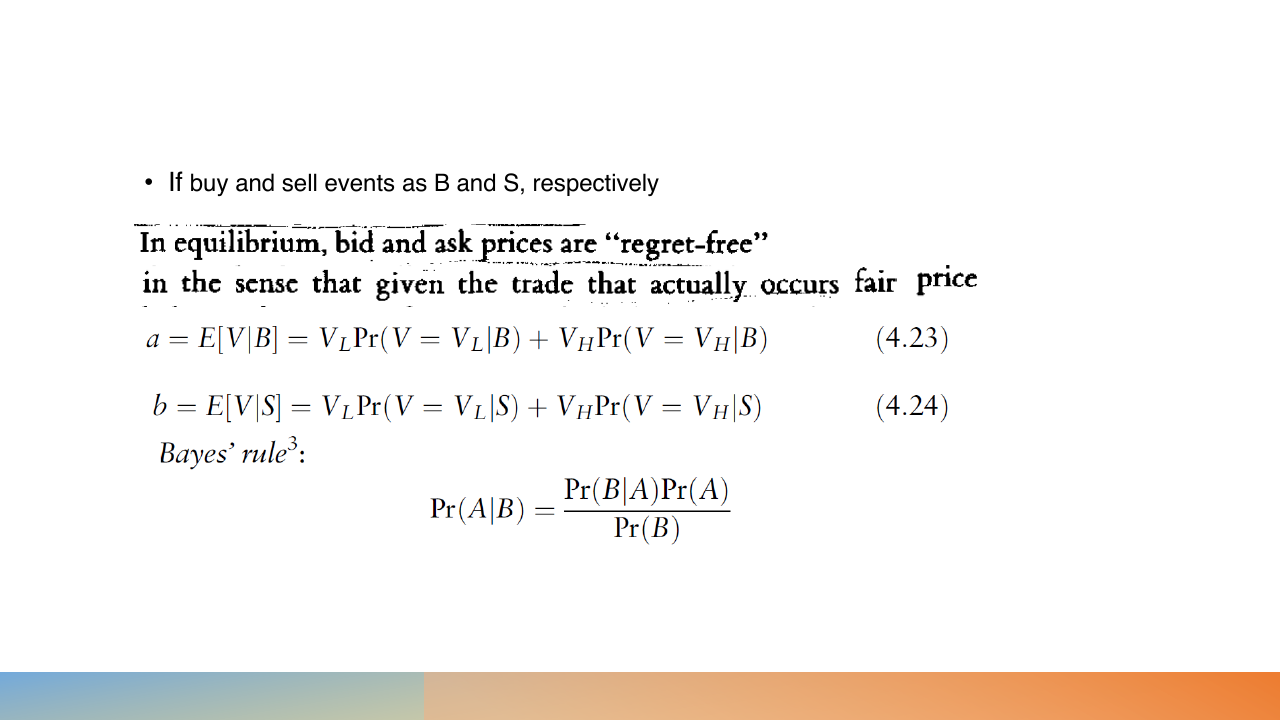 • If buy and sell events as B and S, respectively
In equilibrium, bid and ask prices are “regret-free”
in the sense that given the trade that actually occurs fair price
a = E[V|B] = V_L Pr(V = V_L|B) + V_H Pr(V = V_H|B) (4.23)
b = E[V|S] = V_L Pr(V = V_L|S) + V_H Pr(V = V_H|S) (4.24)
Bayes’ rule³:
Pr(A|B) = Pr(B|A)Pr(A) / Pr(B)